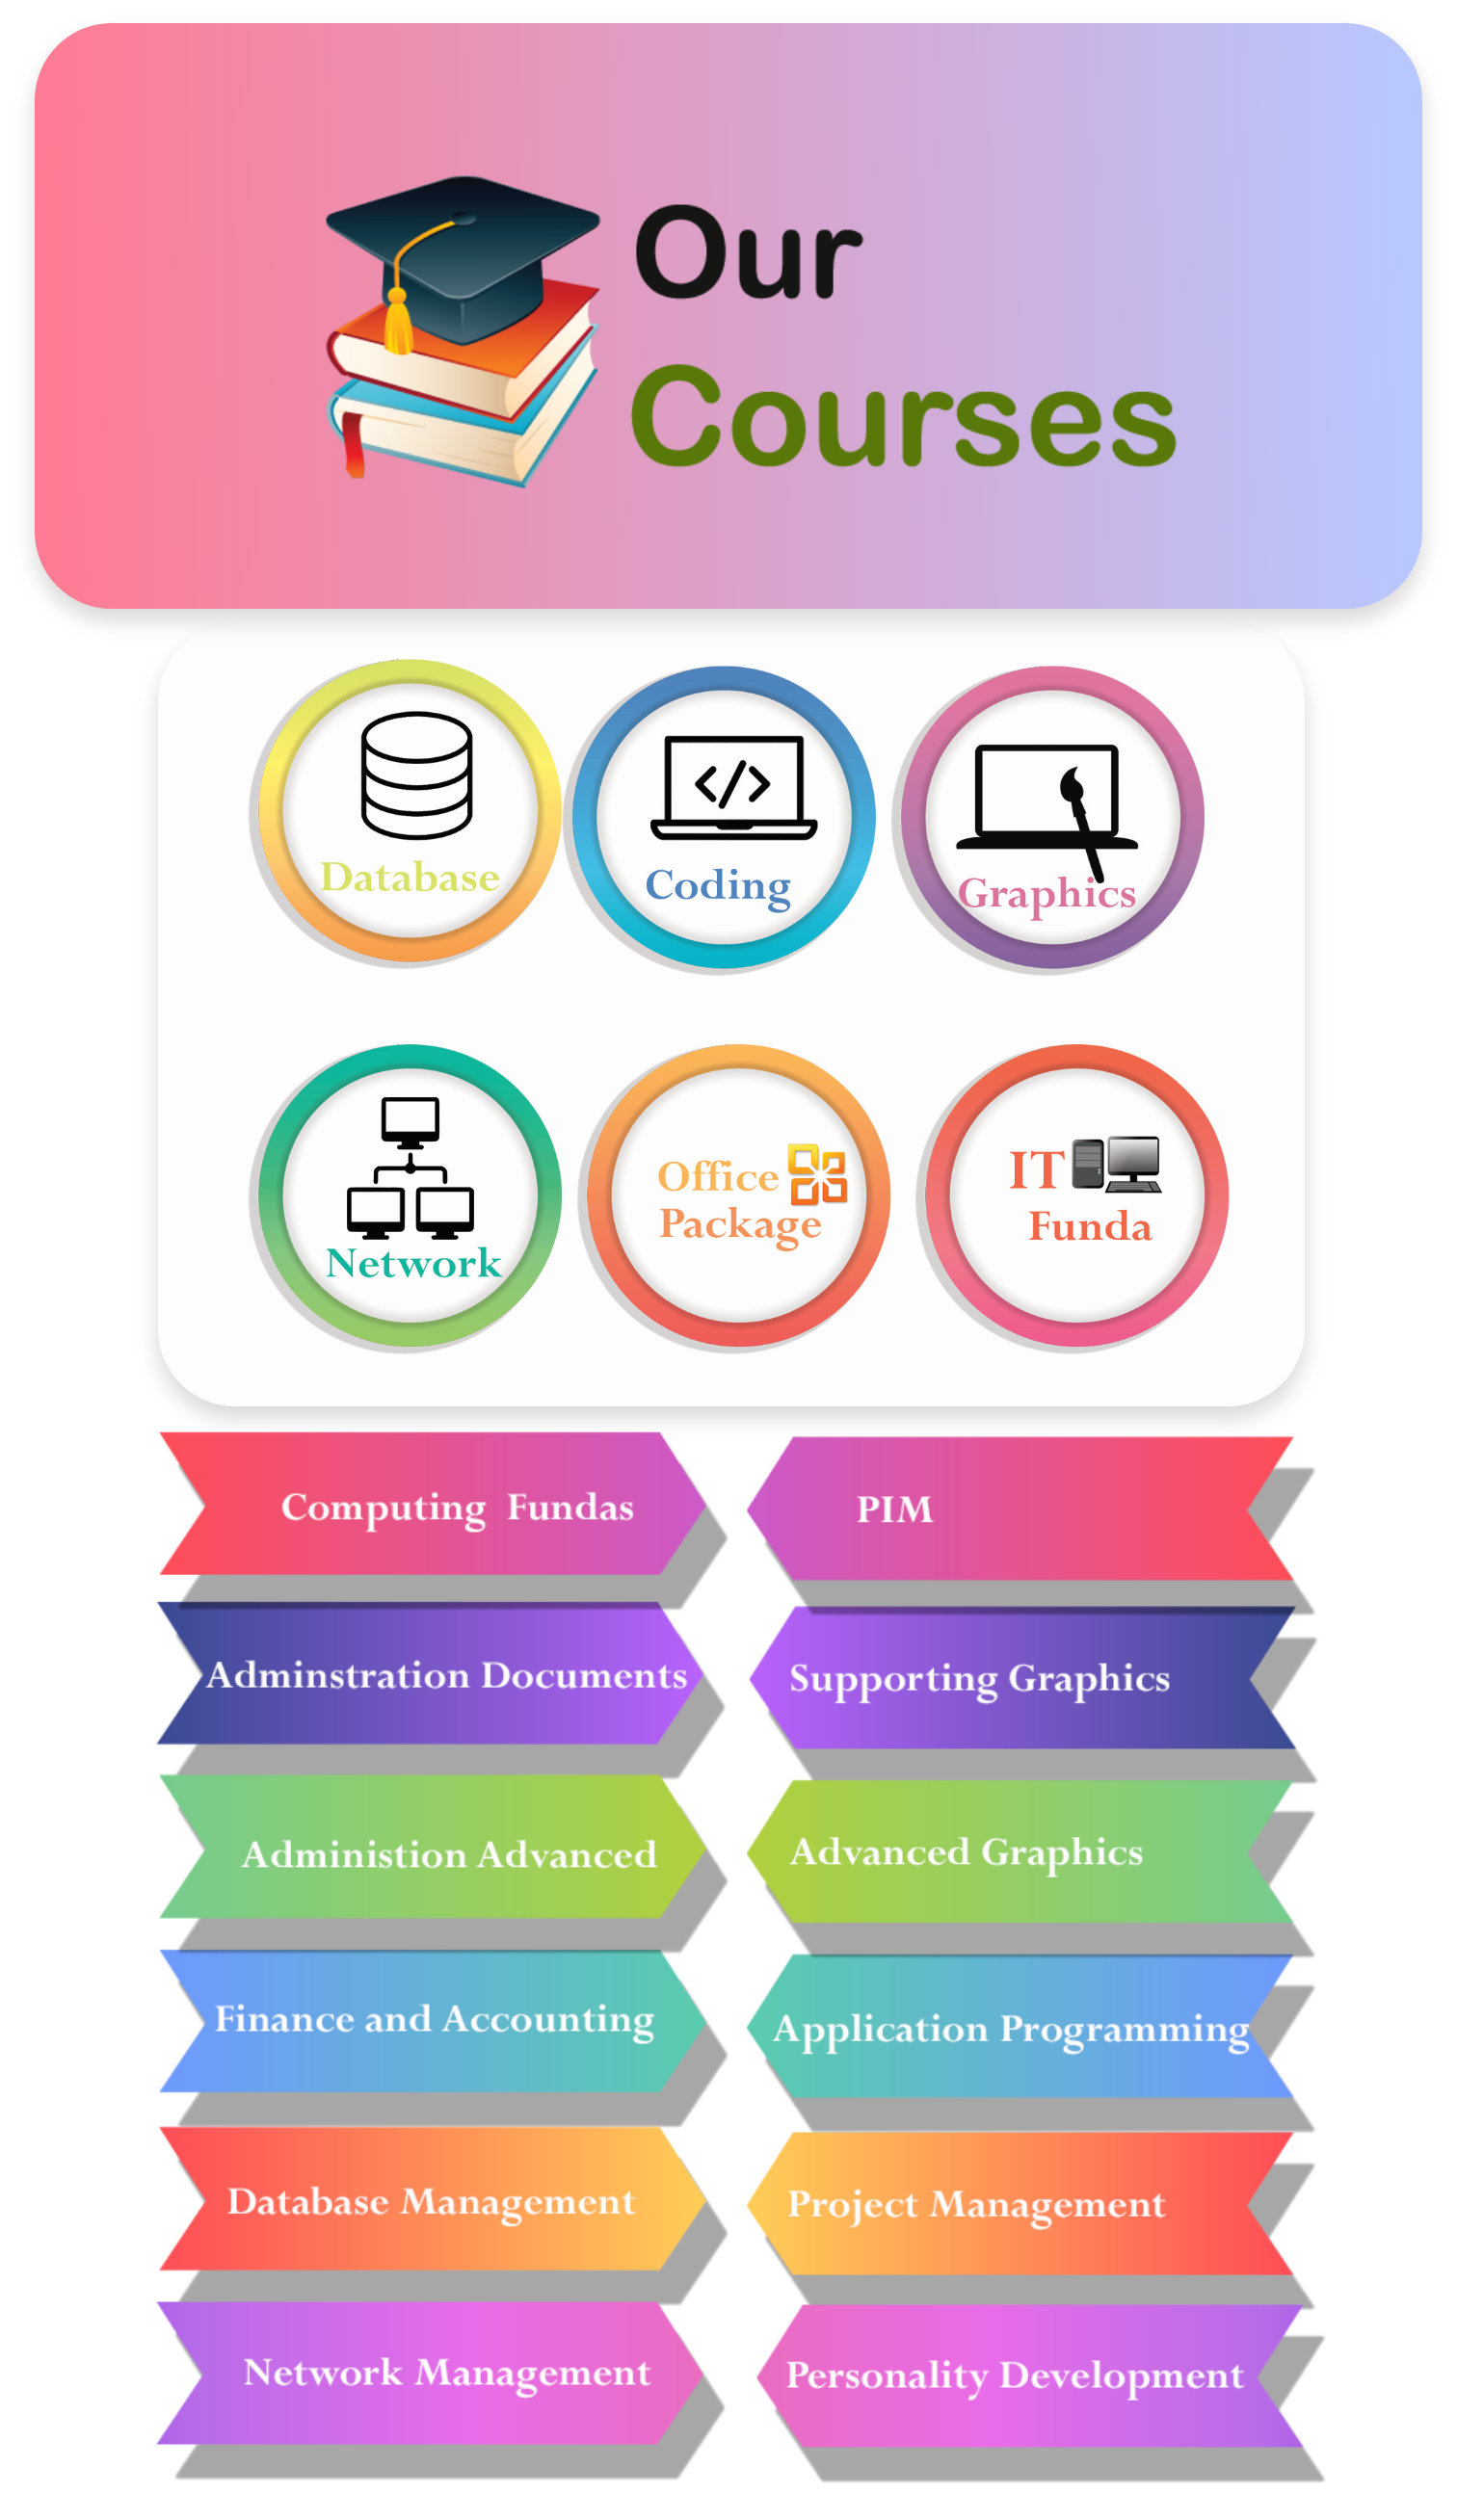 Our
Courses
Database
Coding
Graphics
Network
Office
Package
IT
Funda
Computing Fundas
PIM
Adminstration Documents
Supporting Graphics
Administion Advanced
Advanced Graphics
Finance and Accounting
Application Programming
Database Management
Project Management
Network Management
Personality Development